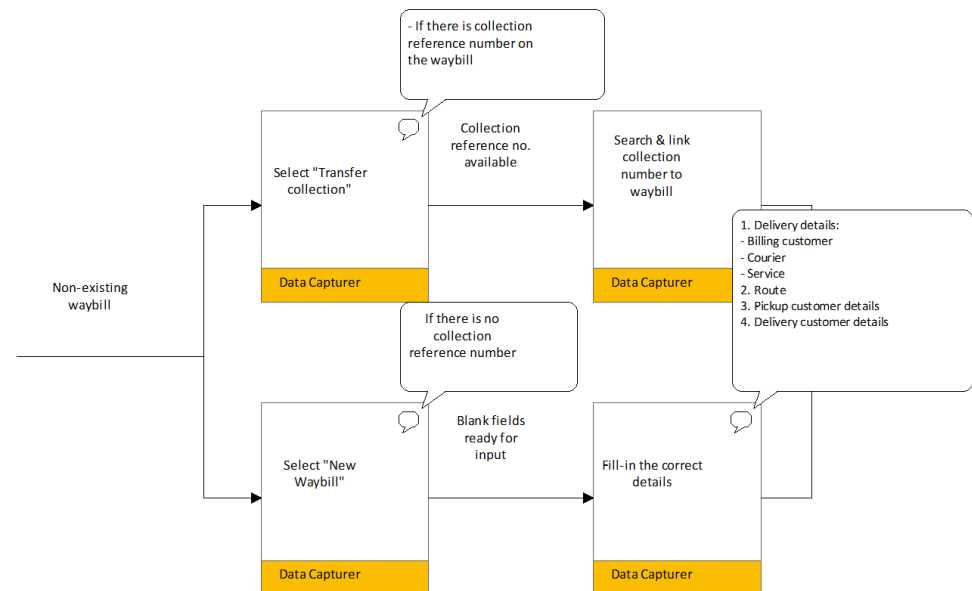 - If there is collection
reference number on
the waybill
Collection
reference no.
available
Select "Transfer
collection"
Search & link
collection
number to
waybill
Data Capturer
Data Capturer
1. Delivery details:
- Billing customer
- Courier
- Service
2. Route
3. Pickup customer details
4. Delivery customer details
Non-existing
waybill
If there is no
collection
reference number
Blank fields
ready for
input
Select "New
Waybill"
Fill-in the correct
details
Data Capturer
Data Capturer